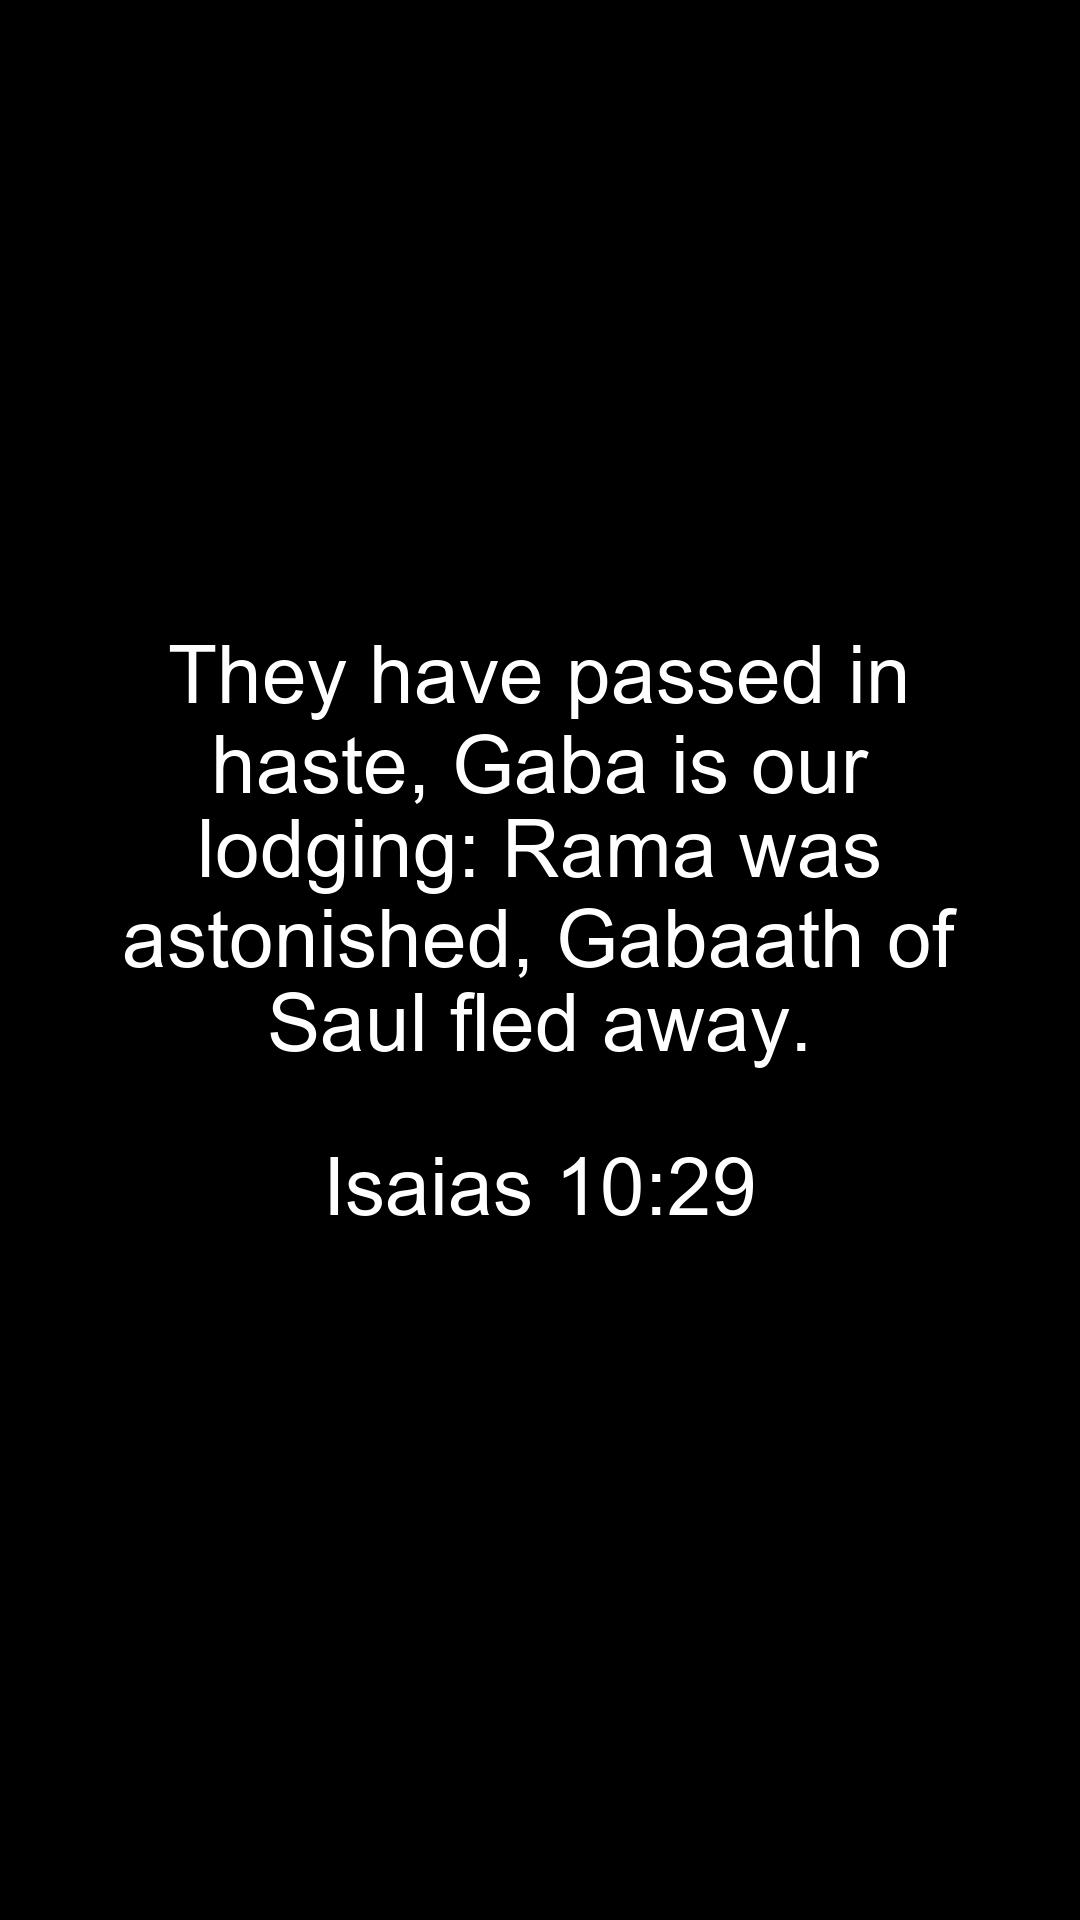 They have passed in
haste, Gaba is our
lodging: Rama was
astonished, Gabaath of
Saul fled away.
Isaias 10:29